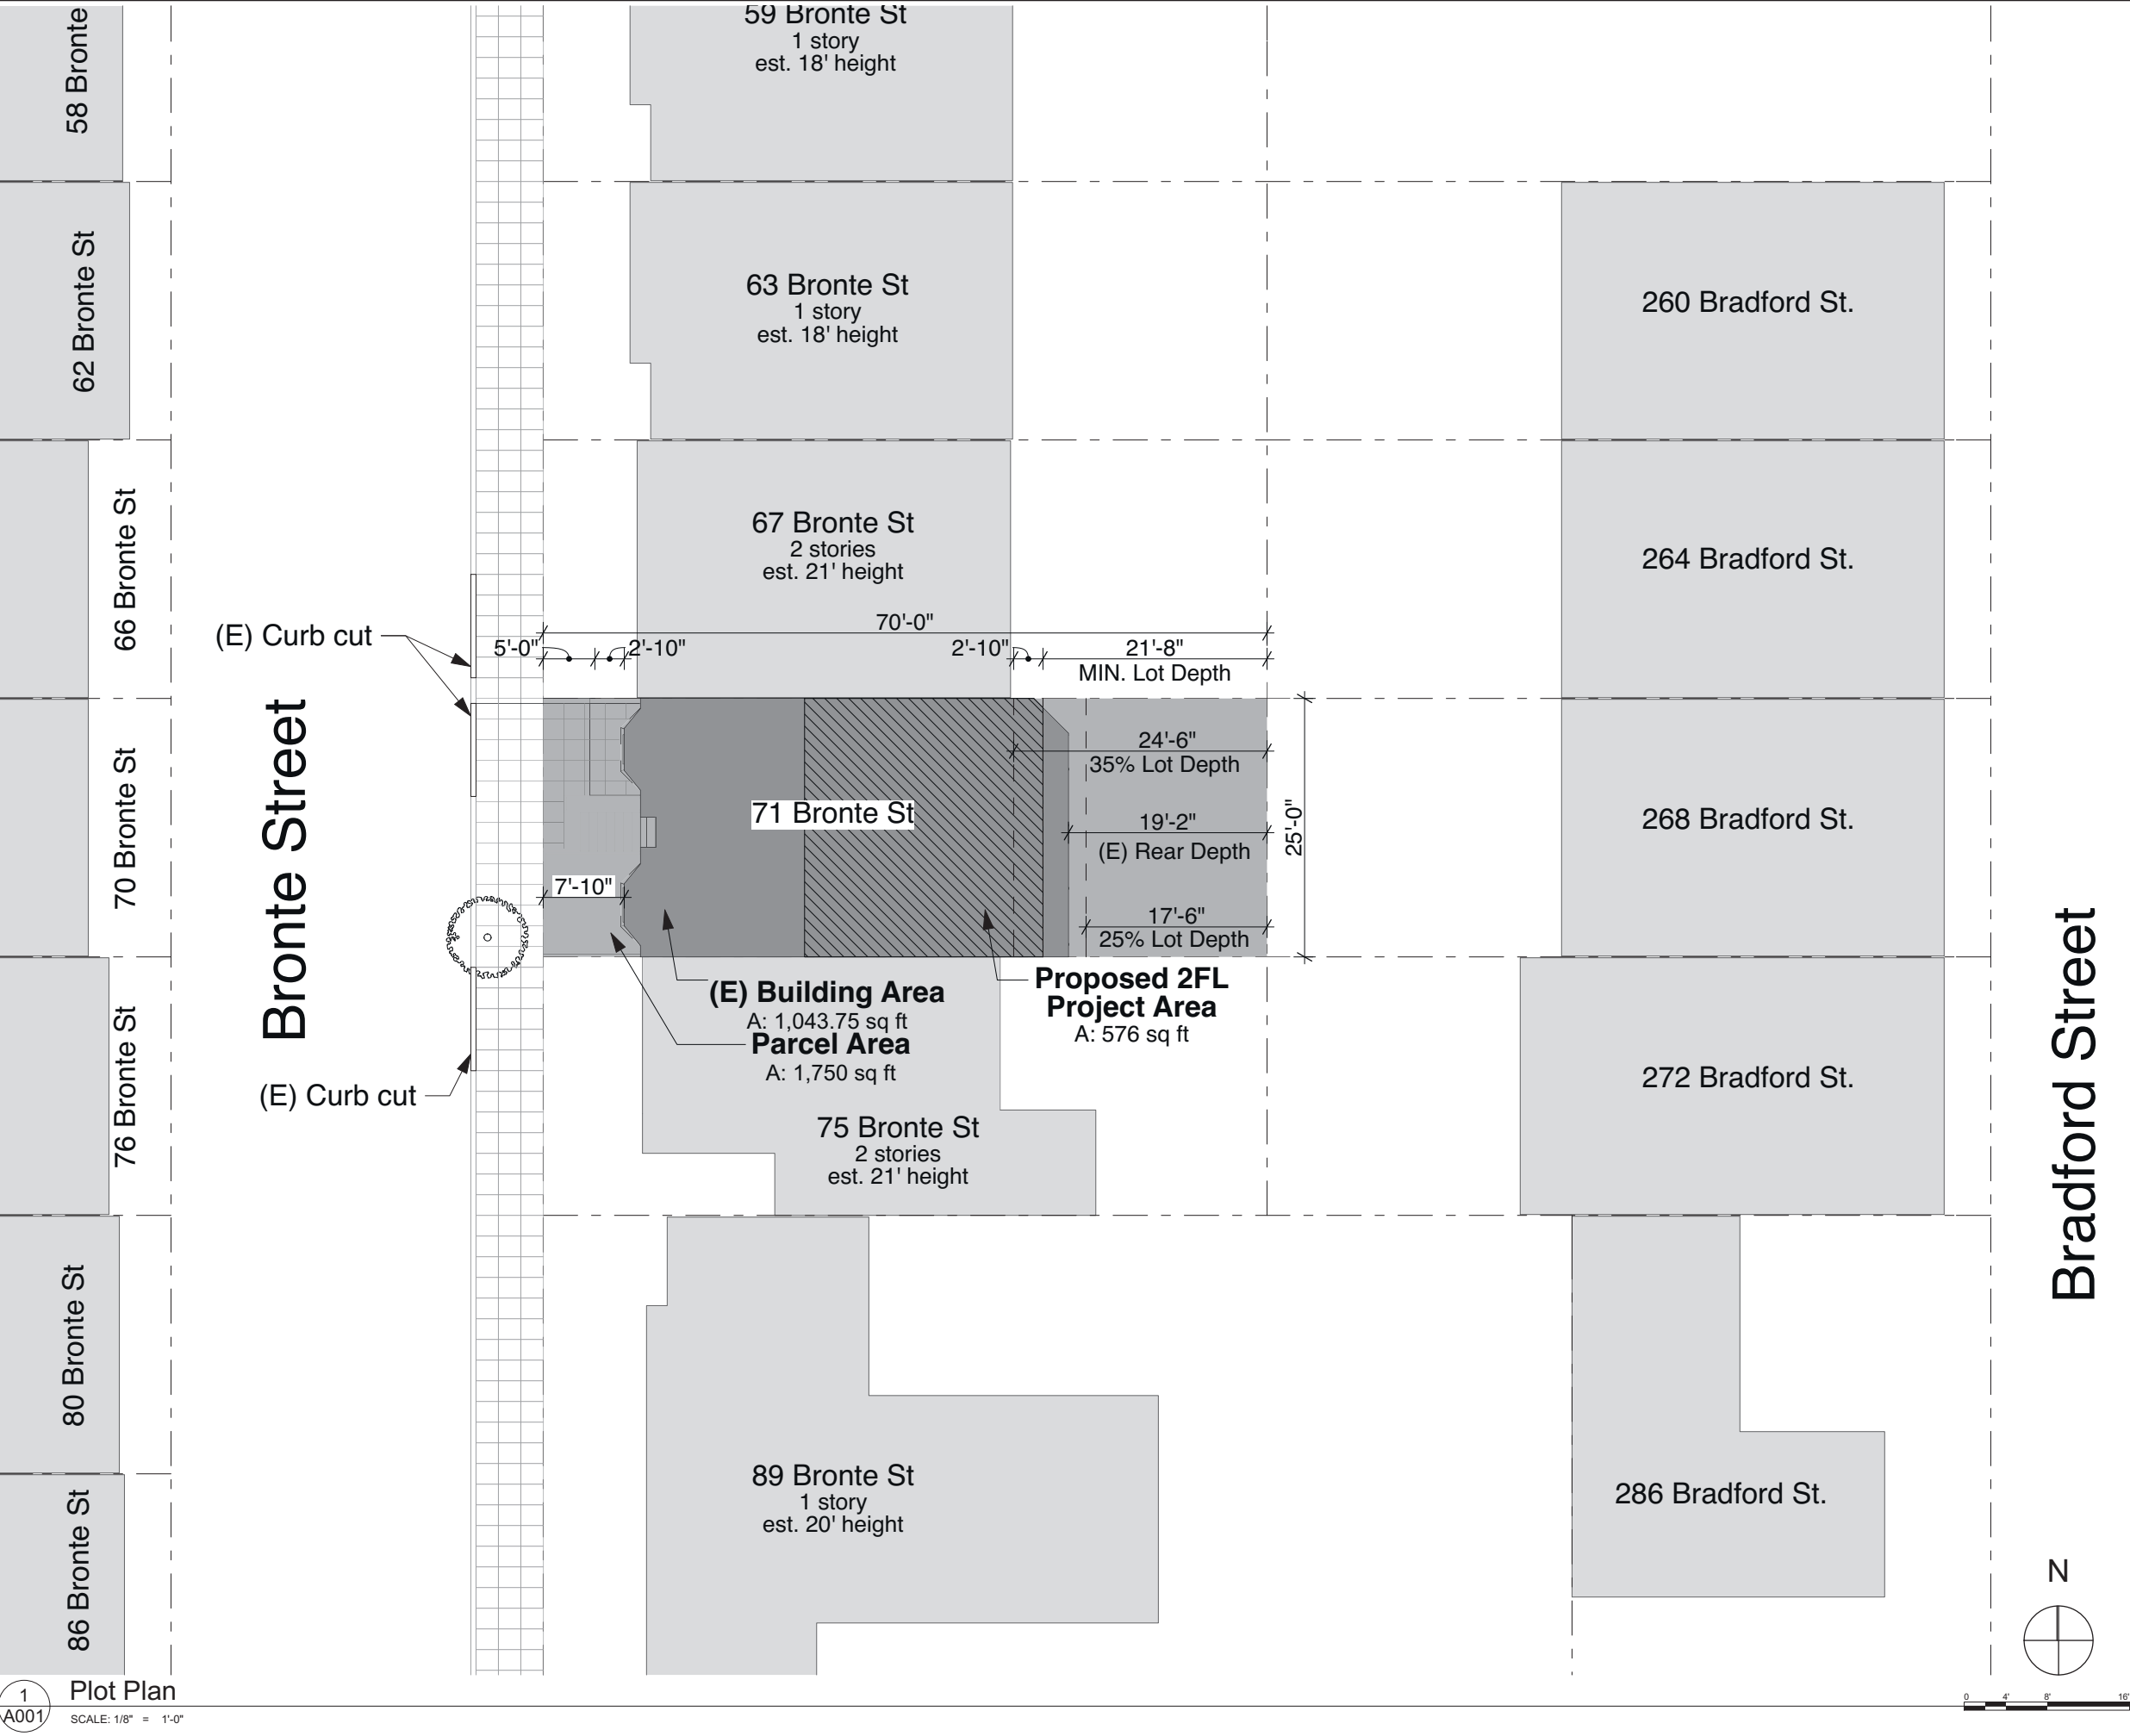 59 Bronte St
1 story
est. 18' height
58 Bronte
63 Bronte St
1 story
est. 18' height
62 Bronte St
260 Bradford St.
67 Bronte St
2 stories
est. 21' height
66 Bronte St
264 Bradford St.
(E) Curb cut
70'-0"
5'-0"
2'-10"
2'-10"
21'-8"
MIN. Lot Depth
Bronte Street
70 Bronte St
71 Bronte St
24'-6"
35% Lot Depth
19'-2"
(E) Rear Depth
17'-6"
25% Lot Depth
25'-0"
7'-10"
268 Bradford St.
(E) Building Area
A: 1,043.75 sq ft
Parcel Area
A: 1,750 sq ft
Proposed 2FL
Project Area
A: 576 sq ft
(E) Curb cut
76 Bronte St
75 Bronte St
2 stories
est. 21' height
272 Bradford St.
Bradford Street
80 Bronte St
89 Bronte St
1 story
est. 20' height
86 Bronte St
286 Bradford St.
N
1
A001
Plot Plan
SCALE: 1/8" = 1'-0"
0 4' 8' 16'